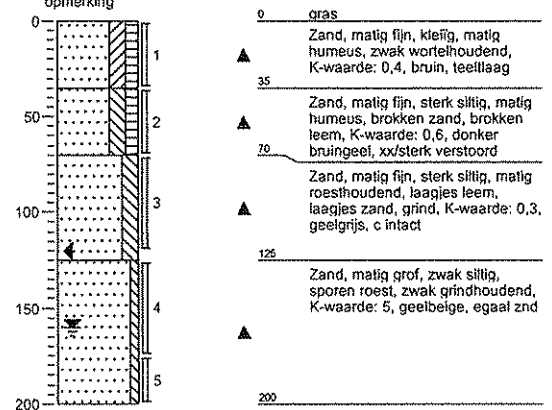 opmerking
0
50
100
150
200
1
2
3
4
5
0 gras
Zand, matig fijn, kleiïg, matig
humeus, zwak wortelhoudend,
K-waarde: 0,4, bruin, teeltlaag
35
Zand, matig fijn, sterk siltig, matig
humeus, brokken zand, brokken
leem, K-waarde: 0,6, donker
bruingeel, xx/sterk verstoord
70
Zand, matig fijn, sterk siltig, matig
roesthoudend, laagjes leem,
laagjes zand, grind, K-waarde: 0,3,
geelgrijs, c intact
125
Zand, matig grof, zwak siltig,
sporen roest, zwak grindhoudend,
K-waarde: 5, geelbeige, egaal znd
200